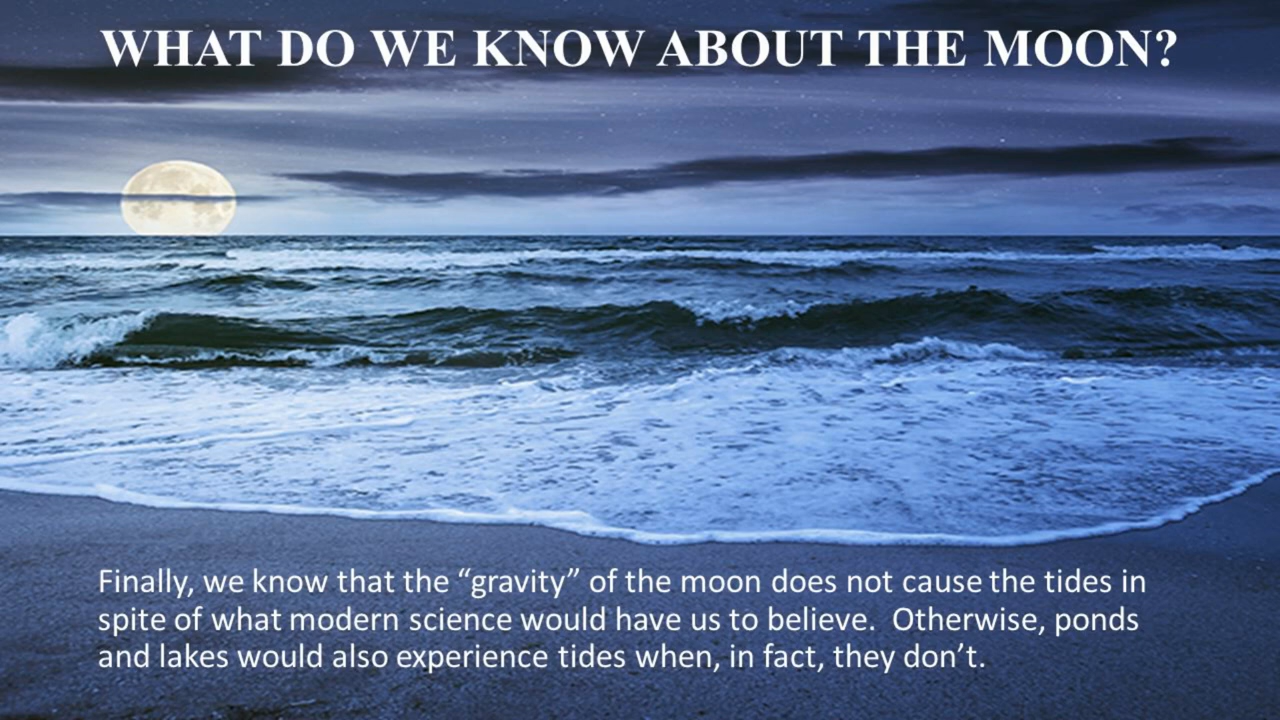 WHAT DO WE KNOW ABOUT THE MOON?
Finally, we know that the “gravity” of the moon does not cause the tides in
spite of what modern science would have us to believe.  Otherwise, ponds
and lakes would also experience tides when, in fact, they don’t.